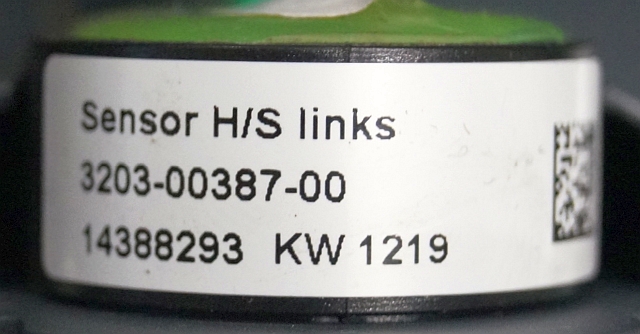 Sensor H/S links
3203-00387-00
14388293 KW 1219